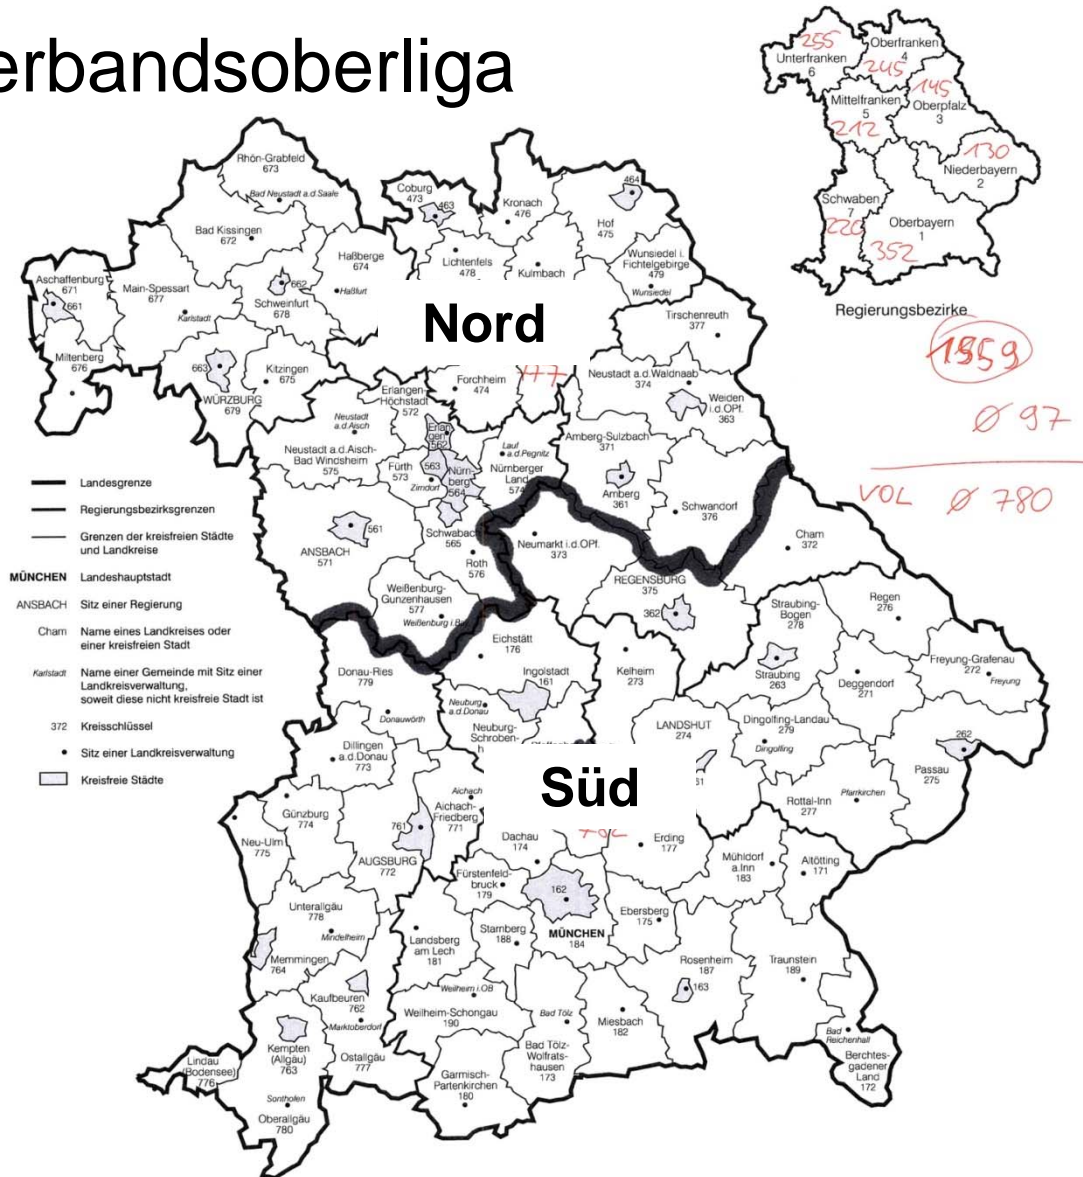 erbandsoberliga
255
Unterfranken
6
Oberfranken
4
245
Mittelfranken
5
212
145
Oberpfalz
3
130
Niederbayern
2
Schwaben
7
220
Oberbayern
1
352
Regierungsbezirke
1559
Ø 97
VOL Ø 780
Rhön-Grabfeld
673
Bad Neustadt a.d.Saale
Coburg
473
463
Kronach
476
464
Hof
475
Bad Kissingen
672
Haßberge
674
Haßfurt
Lichtenfels
478
Kulmbach
Wunsiedel i.
Fichtelgebirge
479
Wunsiedel
Aschaffenburg
671
661
Main-Spessart
677
Karlstadt
662
Schweinfurt
678
Nord
Tirschenreuth
377
Miltenberg
676
663
WÜRZBURG
679
Kitzingen
675
Erlangen-
Höchstadt
572
Forchheim
474
Neustadt a.d.Waldnaab
374
Weiden
i.d.OPf.
363
Neustadt
a.d.Aisch
Neustadt a.d.Aisch-
Bad Windsheim
575
Erlan-
gen
562
Fürth
573
563
Zirndorf
Nürn-
berg
564
Lauf
a.d.Pegnitz
Nürnberger
Land
574
Amberg-Sulzbach
371
Amberg
361
Schwandorf
376
561
ANSBACH
571
Schwabach
565
Roth
576
Neumarkt i.d.OPf.
373
Cham
372
Weißenburg-
Gunzenhausen
577
Weißenburg i.Bay
REGENSBURG
375
362
Landesgrenze
Regierungsbezirksgrenzen
Grenzen der kreisfreien Städte
und Landkreise
MÜNCHEN Landeshauptstadt
ANSBACH Sitz einer Regierung
Cham Name eines Landkreises oder
einer kreisfreien Stadt
Karlstadt Name einer Gemeinde mit Sitz einer
Landkreisverwaltung,
soweit diese nicht kreisfreie Stadt ist
372 Kreisschlüssel
Sitz einer Landkreisverwaltung
Kreisfreie Städte
Straubing-
Bogen
278
Regen
276
Straubing
263
Deggendorf
271
Freyung-Grafenau
272
Freyung
Eichstätt
176
Ingolstadt
161
Kelheim
273
Donau-Ries
779
Donauwörth
Neuburg
a.d.Donau
Neuburg-
Schroben-
LANDSHUT
274
Dingolfing-Landau
279
Dingolfing
262
Passau
275
Rottal-Inn
277
Pfarrkirchen
Dillingen
a.d.Donau
773
Süd
Günzburg
774
Neu-Ulm
775
Aichach
Aichach-
Friedberg
771
761
AUGSBURG
772
Dachau
174
Erding
177
Mühldorf
a.Inn
183
Altötting
171
Fürstenfeld-
bruck
179
162
MÜNCHEN
184
Ebersberg
175
Unterallgäu
778
Mindelheim
Memmingen
764
Landsberg
am Lech
181
Starnberg
188
Rosenheim
187
163
Traunstein
189
Kaufbeuren
762
Marktoberdorf
Weilheim i.OB
Weilheim-Schongau
190
Bad Tölz
Bad Tölz-
Wolfrats-
hausen
173
Miesbach
182
Bad
Reichenhall
Berchtes-
gadener
Land
172
Lindau
(Bodensee)
776
Kempten
(Allgäu)
763
Ostallgäu
777
Garmisch-
Partenkirchen
180
Sonthofen
Oberallgäu
780